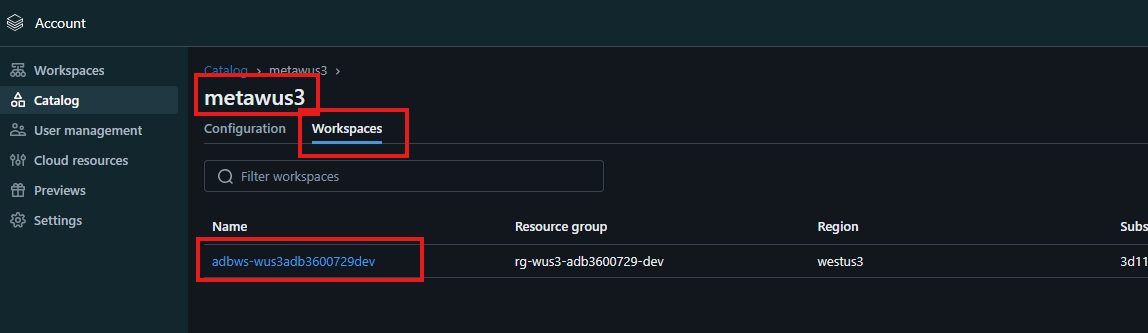 Account
Workspaces
Catalog
User management
Cloud resources
Previews
Settings
Catalog › metawus3 ›
metawus3
Configuration Workspaces
Filter workspaces
Name Resource group Region Subs
adbws-wus3adb3600729dev rg-wus3-adb3600729-dev westus3 3d11